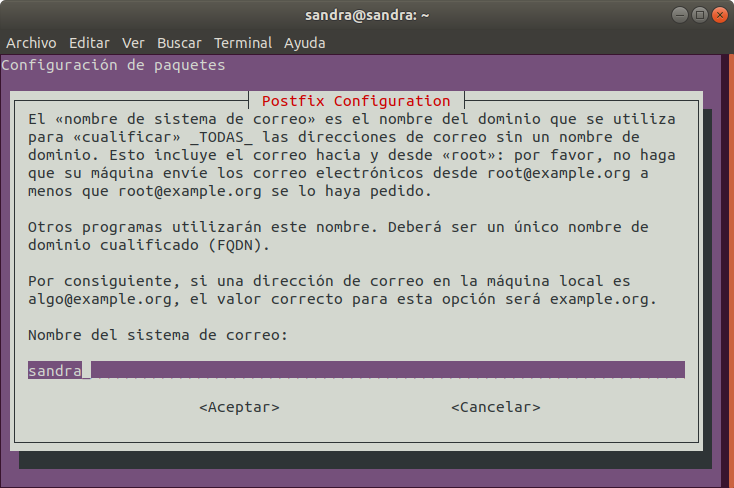 sandra@sandra: ~
Archivo Editar Ver Buscar Terminal Ayuda
Configuración de paquetes
Postfix Configuration
El «nombre de sistema de correo» es el nombre del dominio que se utiliza
para «cualificar» _TODAS_ las direcciones de correo sin un nombre de
dominio. Esto incluye el correo hacia y desde «root»: por favor, no haga
que su máquina envíe los correo electrónicos desde root@example.org a
menos que root@example.org se lo haya pedido.
Otros programas utilizarán este nombre. Deberá ser un único nombre de
dominio cualificado (FQDN).
Por consiguiente, si una dirección de correo en la máquina local es
algo@example.org, el valor correcto para esta opción será example.org.
Nombre del sistema de correo:
sandra
<Aceptar> <Cancelar>